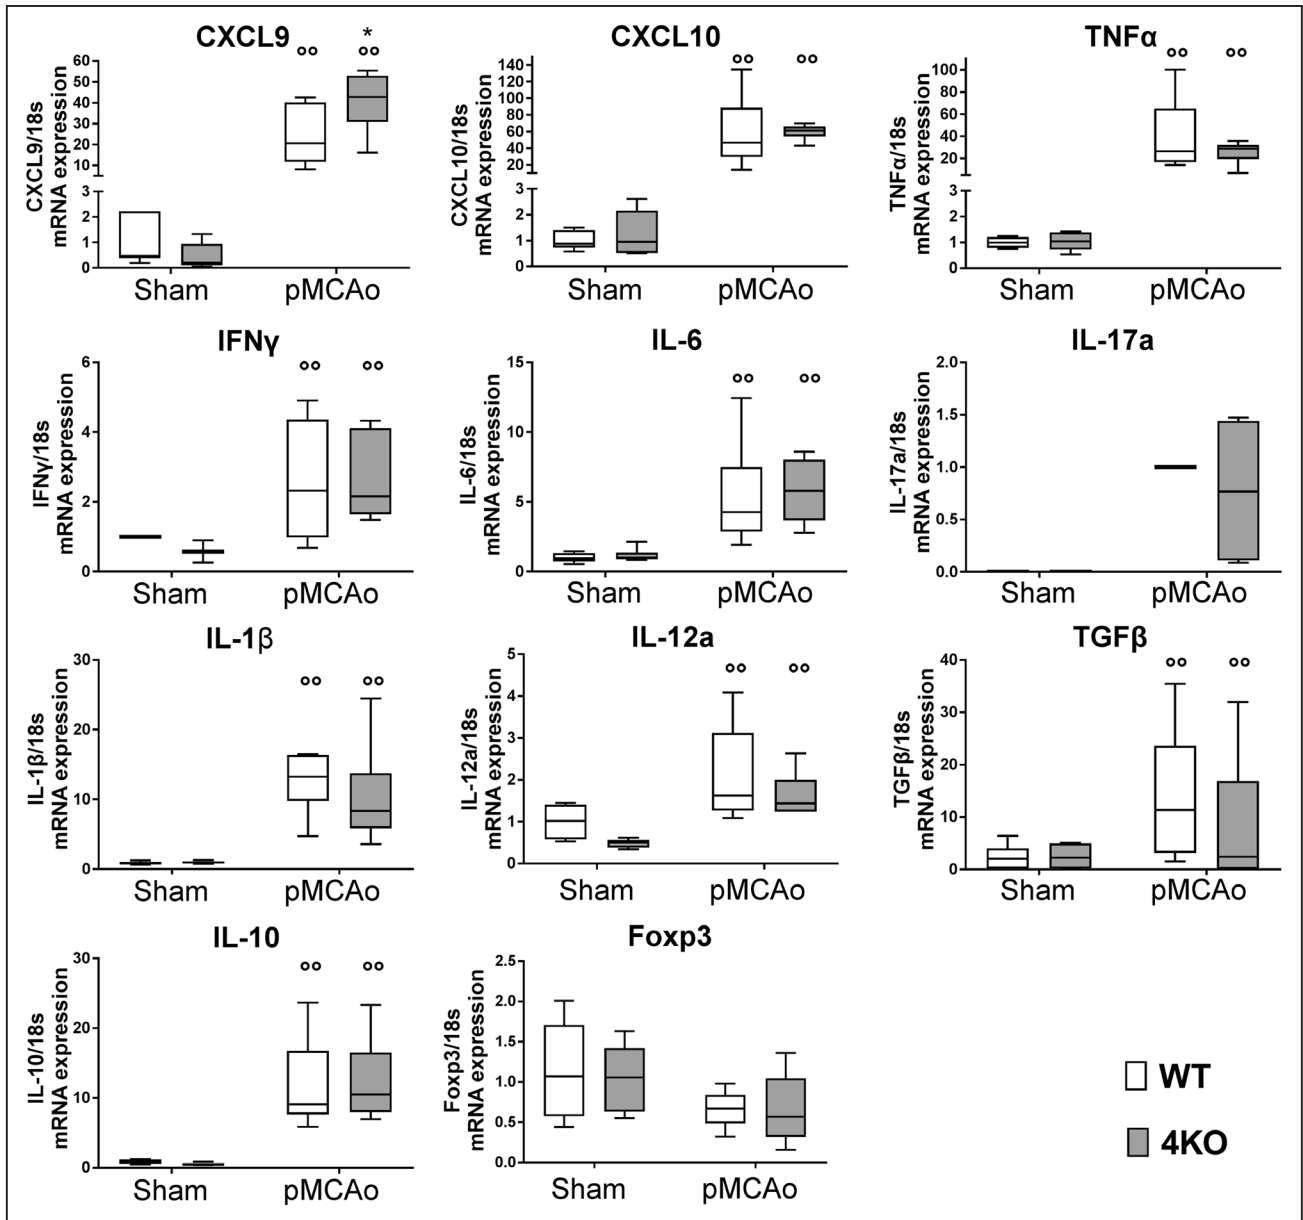 CXCL9
*
°° °°
CXCL9/18s
mRNA expression
60
50
40
30
20
10
3
2
1
0
Sham pMCAo
CXCL10
°° °°
CXCL10/18s
mRNA expression
140
120
100
80
60
40
20
3
2
1
0
Sham pMCAo
TNFα
°° °°
TNFα/18s
mRNA expression
100
80
60
40
20
3
2
1
0
Sham pMCAo
IFNγ
°° °°
IFNγ/18s
mRNA expression
6
4
2
0
Sham pMCAo
IL-6
°° °°
IL-6/18s
mRNA expression
15
10
5
0
Sham pMCAo
IL-17a
IL-17a/18s
mRNA expression
2.0
1.5
1.0
0.5
0.0
Sham pMCAo
IL-1β
°° °°
IL-1β/18s
mRNA expression
30
20
10
0
Sham pMCAo
IL-12a
°° °°
IL-12a/18s
mRNA expression
5
4
3
2
1
0
Sham pMCAo
TGFβ
°° °°
TGFβ/18s
mRNA expression
40
30
20
10
0
Sham pMCAo
IL-10
°° °°
IL-10/18s
mRNA expression
30
20
10
0
Sham pMCAo
Foxp3
Foxp3/18s
mRNA expression
2.5
2.0
1.5
1.0
0.5
0.0
Sham pMCAo
WT
4KO